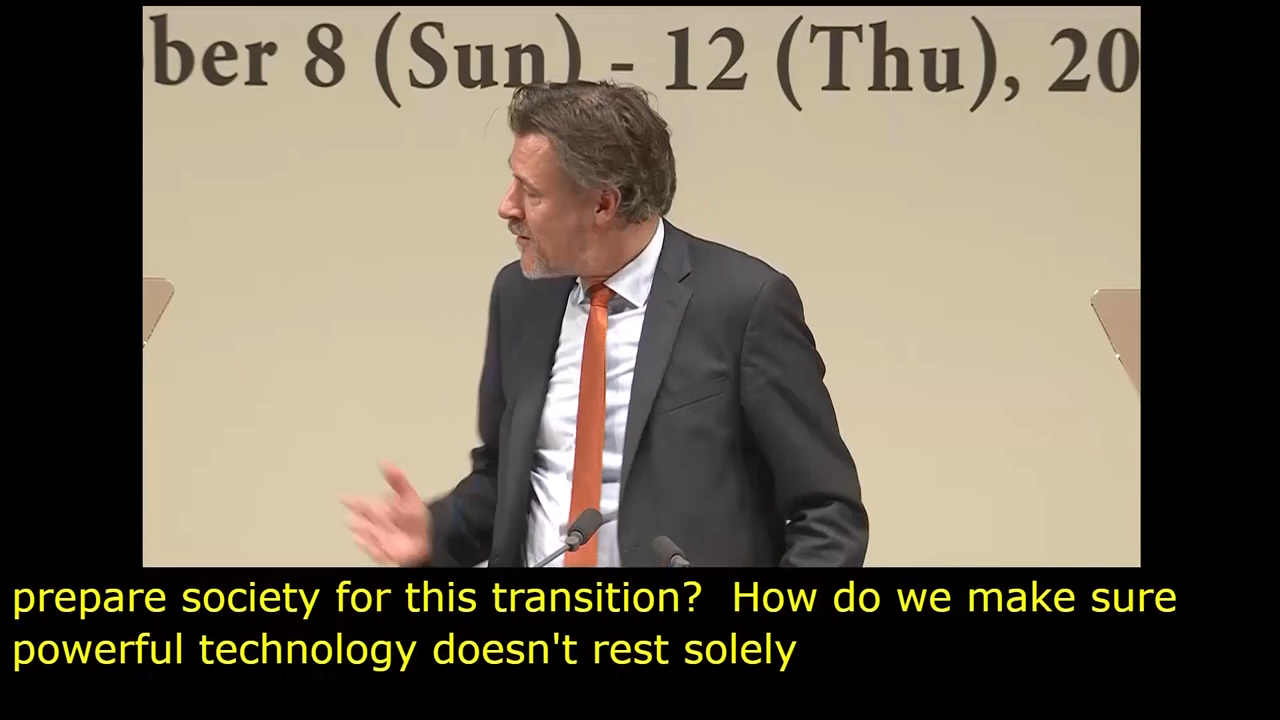 ber 8 (Sun) - 12 (Thu), 20
prepare society for this transition?  How do we make sure
powerful technology doesn't rest solely